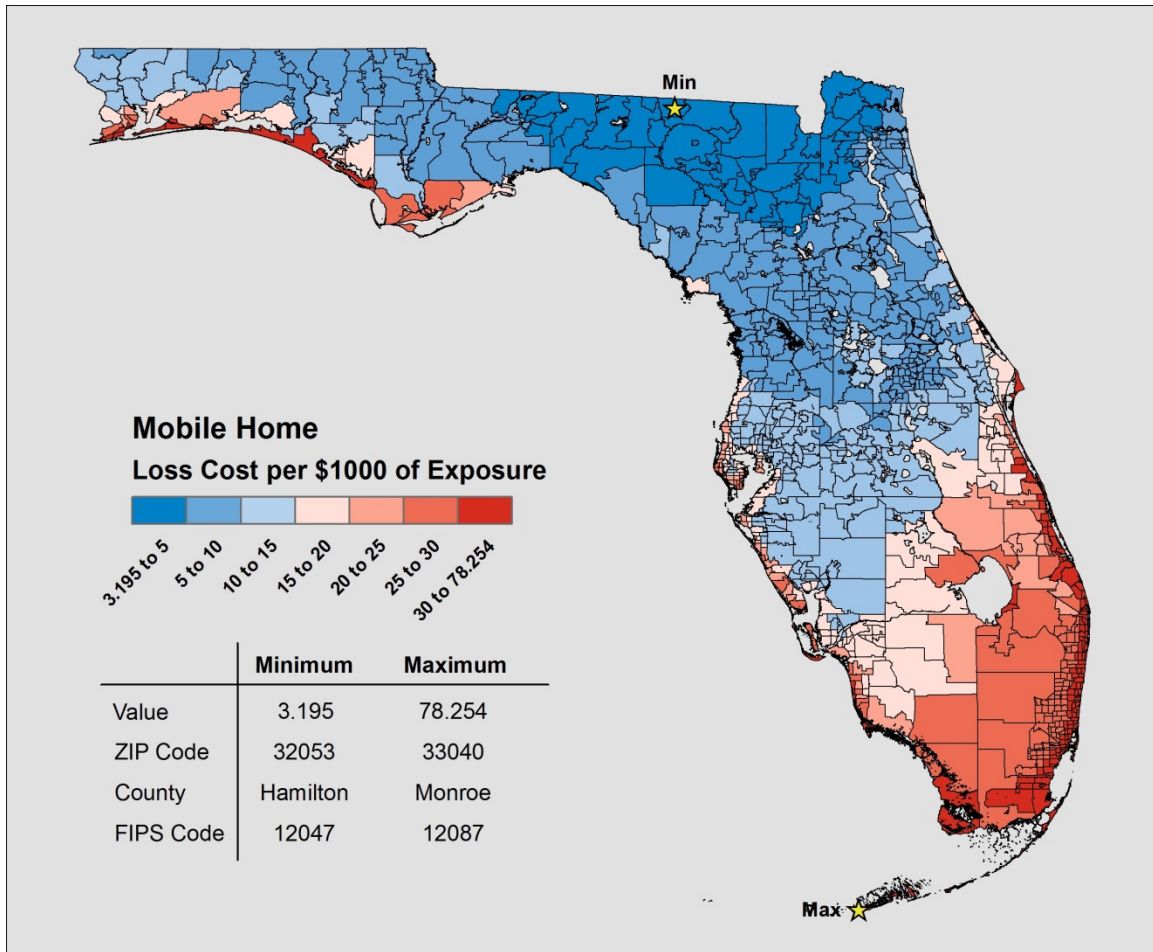 Min
Mobile Home
Loss Cost per $1000 of Exposure
3.195 to 5
5 to 10
10 to 15
15 to 20
20 to 25
25 to 30
30 to 78.254
Minimum Maximum
Value 3.195 78.254
ZIP Code 32053 33040
County Hamilton Monroe
FIPS Code 12047 12087
Max